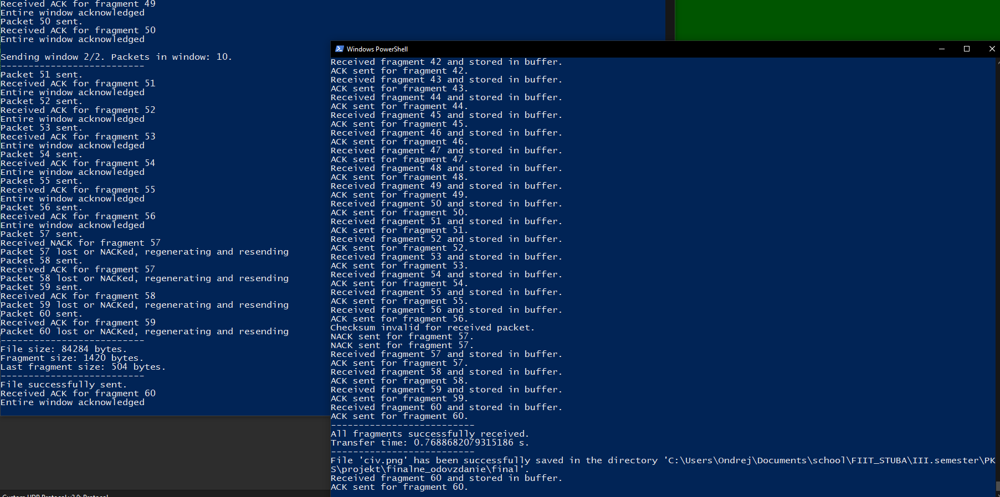 Received ACK for fragment 49
Entire window acknowledged
Packet 50 sent.
Received ACK for fragment 50
Entire window acknowledged
Sending window 2/2. Packets in window: 10.
--------------------------
Packet 51 sent.
Received ACK for fragment 51
Entire window acknowledged
Packet 52 sent.
Received ACK for fragment 52
Entire window acknowledged
Packet 53 sent.
Received ACK for fragment 53
Entire window acknowledged
Packet 54 sent.
Received ACK for fragment 54
Entire window acknowledged
Packet 55 sent.
Received ACK for fragment 55
Entire window acknowledged
Packet 56 sent.
Received ACK for fragment 56
Entire window acknowledged
Packet 57 sent.
Received NACK for fragment 57
Packet 57 lost or NACKed, regenerating and resending
Packet 58 sent.
Received ACK for fragment 57
Packet 58 lost or NACKed, regenerating and resending
Packet 59 sent.
Received ACK for fragment 58
Packet 59 lost or NACKed, regenerating and resending
Packet 60 sent.
Received ACK for fragment 59
Packet 60 lost or NACKed, regenerating and resending
--------------------------
File size: 84284 bytes.
Fragment size: 1420 bytes.
Last fragment size: 504 bytes.
--------------------------
File successfully sent.
Received ACK for fragment 60
Entire window acknowledged
Windows PowerShell
Received fragment 42 and stored in buffer.
ACK sent for fragment 42.
Received fragment 43 and stored in buffer.
ACK sent for fragment 43.
Received fragment 44 and stored in buffer.
ACK sent for fragment 44.
Received fragment 45 and stored in buffer.
ACK sent for fragment 45.
Received fragment 46 and stored in buffer.
ACK sent for fragment 46.
Received fragment 47 and stored in buffer.
ACK sent for fragment 47.
Received fragment 48 and stored in buffer.
ACK sent for fragment 48.
Received fragment 49 and stored in buffer.
ACK sent for fragment 49.
Received fragment 50 and stored in buffer.
ACK sent for fragment 50.
Received fragment 51 and stored in buffer.
ACK sent for fragment 51.
Received fragment 52 and stored in buffer.
ACK sent for fragment 52.
Received fragment 53 and stored in buffer.
ACK sent for fragment 53.
Received fragment 54 and stored in buffer.
ACK sent for fragment 54.
Received fragment 55 and stored in buffer.
ACK sent for fragment 55.
Received fragment 56 and stored in buffer.
ACK sent for fragment 56.
Checksum invalid for received packet.
NACK sent for fragment 57.
NACK sent for fragment 57.
Received fragment 57 and stored in buffer.
ACK sent for fragment 57.
Received fragment 58 and stored in buffer.
ACK sent for fragment 58.
Received fragment 59 and stored in buffer.
ACK sent for fragment 59.
Received fragment 60 and stored in buffer.
ACK sent for fragment 60.
--------------------------
All fragments successfully received.
Transfer time: 0.7688682079315186 s.
--------------------------
File 'civ.png' has been successfully saved in the directory 'C:\Users\Ondrej\Documents\school\FIIT_STUBA\III.semester\PK
S\projekt\finalne_odovzdanie\final'.
Received fragment 60 and stored in buffer.
ACK sent for fragment 60.